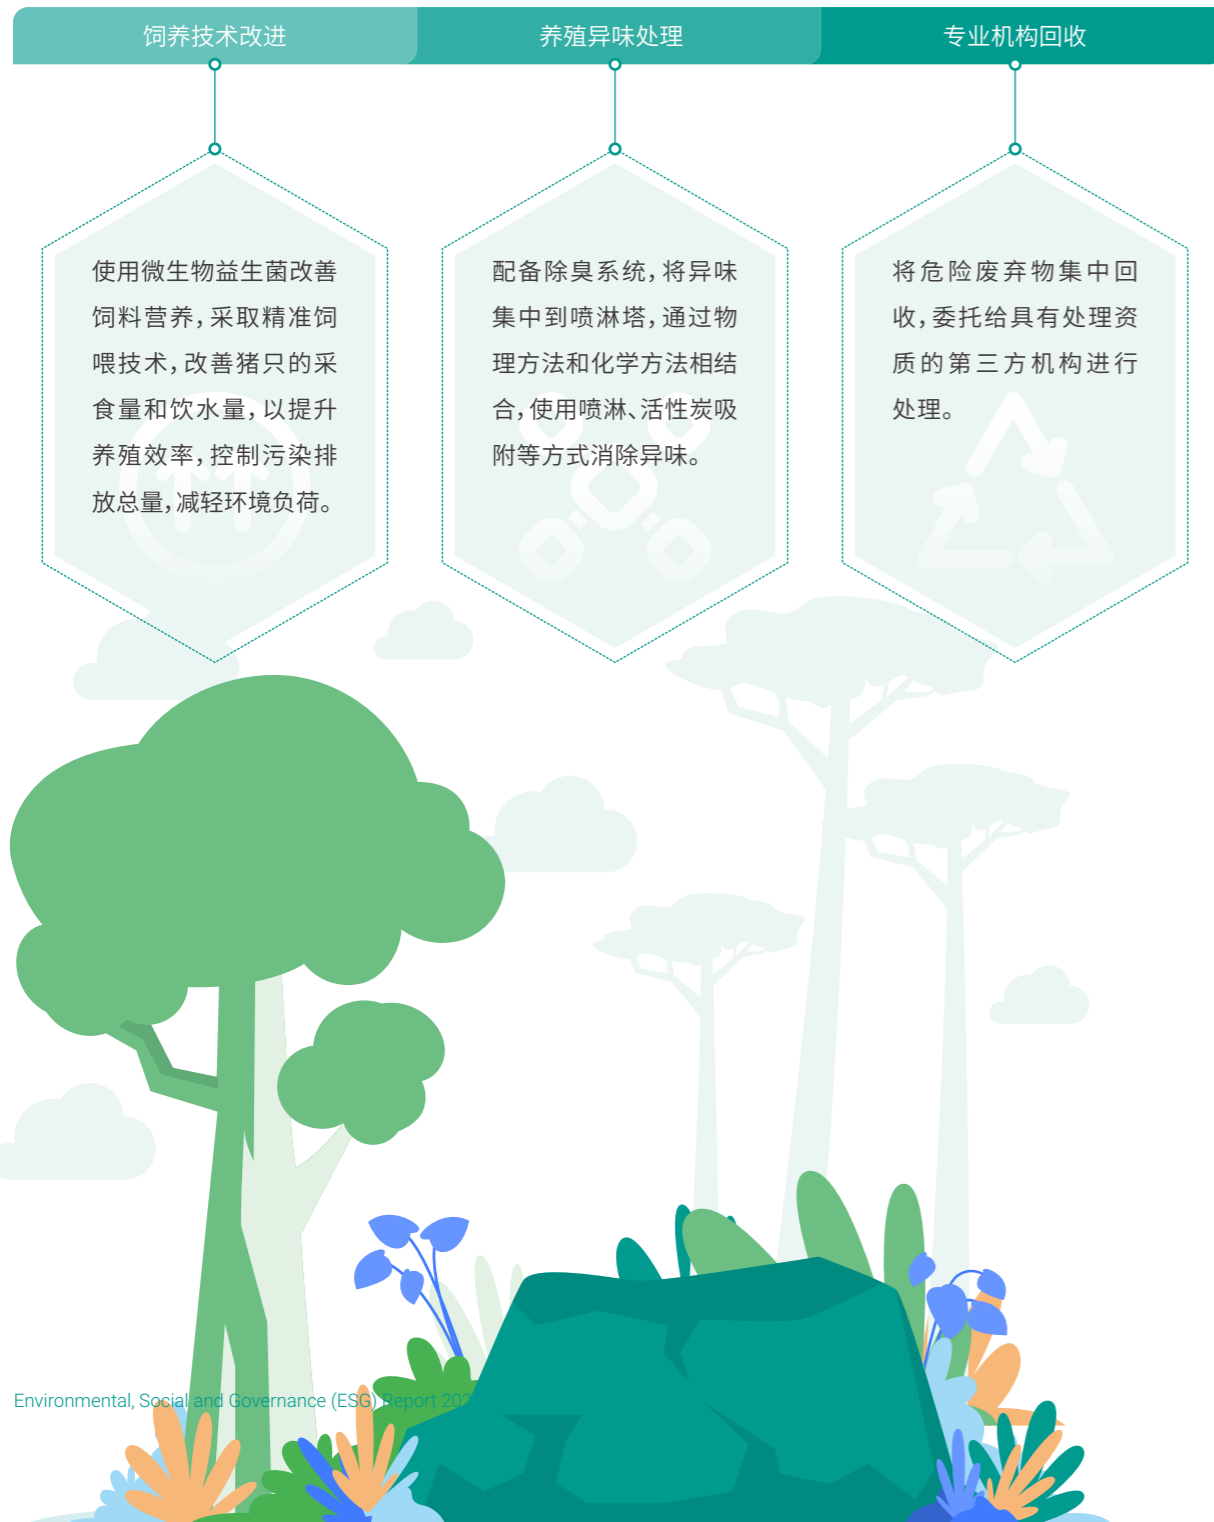 饲养技术改进
养殖异味处理
专业机构回收
使用微生物益生菌改善
饲料营养，采取精准饲
喂技术，改善猪只的采
食量和饮水量，以提升
养殖效率，控制污染排
放总量，减轻环境负荷。
配备除臭系统，将异味
集中到喷淋塔，通过物
理方法和化学方法相结
合，使用喷淋、活性炭吸
附等方式消除异味。
将危险废弃物集中回
收，委托给具有处理资
质的第三方机构进行
处理。
Environmental, Social and Governance (ESG) Report